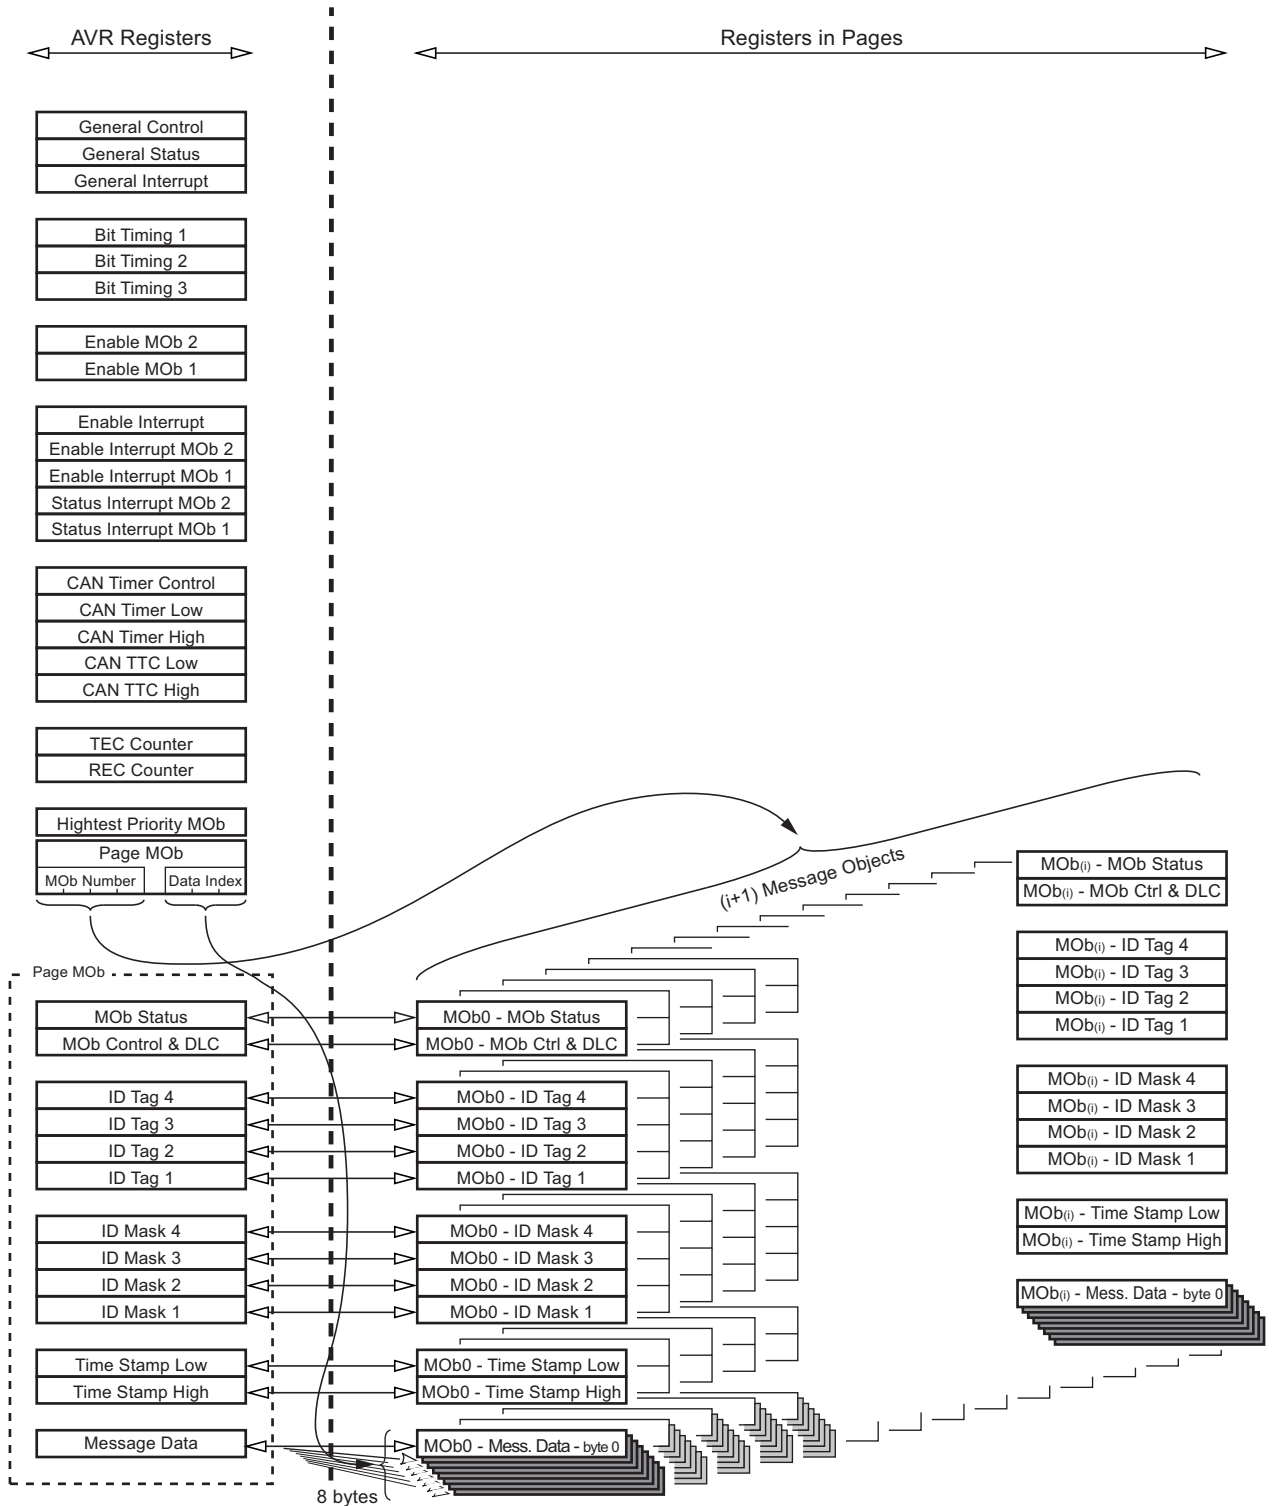 AVR Registers
Registers in Pages
General Control
General Status
General Interrupt
Bit Timing 1
Bit Timing 2
Bit Timing 3
Enable MOb 2
Enable MOb 1
Enable Interrupt
Enable Interrupt MOb 2
Enable Interrupt MOb 1
Status Interrupt MOb 2
Status Interrupt MOb 1
CAN Timer Control
CAN Timer Low
CAN Timer High
CAN TTC Low
CAN TTC High
TEC Counter
REC Counter
Hightest Priority MOb
Page MOb
MOb Number
Data Index
Page MOb
MOb Status
MOb Control & DLC
ID Tag 4
ID Tag 3
ID Tag 2
ID Tag 1
ID Mask 4
ID Mask 3
ID Mask 2
ID Mask 1
Time Stamp Low
Time Stamp High
Message Data
8 bytes
MOb0 - MOb Status
MOb0 - MOb Ctrl & DLC
MOb0 - ID Tag 4
MOb0 - ID Tag 3
MOb0 - ID Tag 2
MOb0 - ID Tag 1
MOb0 - ID Mask 4
MOb0 - ID Mask 3
MOb0 - ID Mask 2
MOb0 - ID Mask 1
MOb0 - Time Stamp Low
MOb0 - Time Stamp High
MOb0 - Mess. Data - byte 0
(i+1) Message Objects
MOb(i) - MOb Status
MOb(i) - MOb Ctrl & DLC
MOb(i) - ID Tag 4
MOb(i) - ID Tag 3
MOb(i) - ID Tag 2
MOb(i) - ID Tag 1
MOb(i) - ID Mask 4
MOb(i) - ID Mask 3
MOb(i) - ID Mask 2
MOb(i) - ID Mask 1
MOb(i) - Time Stamp Low
MOb(i) - Time Stamp High
MOb(i) - Mess. Data - byte 0